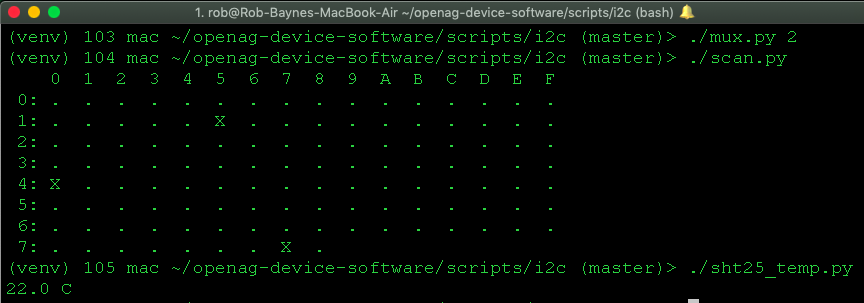 1. rob@Rob-Baynes-MacBook-Air ~/openag-device-software/scripts/i2c (bash) 🔔
(venv) 103 mac ~/openag-device-software/scripts/i2c (master)> ./mux.py 2
(venv) 104 mac ~/openag-device-software/scripts/i2c (master)> ./scan.py
0 1 2 3 4 5 6 7 8 9 A B C D E F
0: . . . . . . . . . . . . . . . .
1: . . . . . X . . . . . . . . . .
2: . . . . . . . . . . . . . . . .
3: . . . . . . . . . . . . . . . .
4: X . . . . . . . . . . . . . . .
5: . . . . . . . . . . . . . . . .
6: . . . . . . . . . . . . . . . .
7: . . . . . . . X .
(venv) 105 mac ~/openag-device-software/scripts/i2c (master)> ./sht25_temp.py
22.0 C